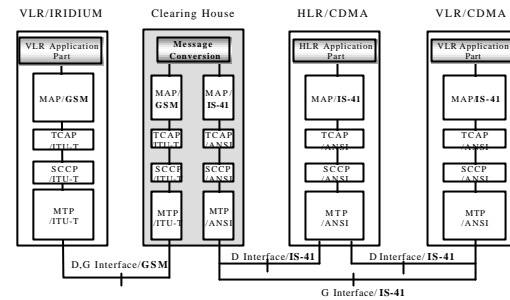 VLR/IRIDIUM
VLR Application
Part
MAP/GSM
TCAP
/ITU-T
SCCP
/ITU-T
MTP
/ITU-T
Clearing House
Message
Conversion
MAP/
GSM
TCAP
/ITU-T
SCCP
/ITU-T
MTP
/ITU-T
MAP/
IS-41
TCAP
/ANSI
SCCP
/ANSI
MTP
/ANSI
HLR/CDMA
HLR Application
Part
MAP/IS-41
TCAP
/ANSI
SCCP
/ANSI
MTP
/ANSI
VLR/CDMA
VLR Application
Part
MAP/IS-41
TCAP
/ANSI
SCCP
/ANSI
MTP
/ANSI
D,G Interface/GSM
D Interface/IS-41
D Interface/IS-41
G Interface/IS-41